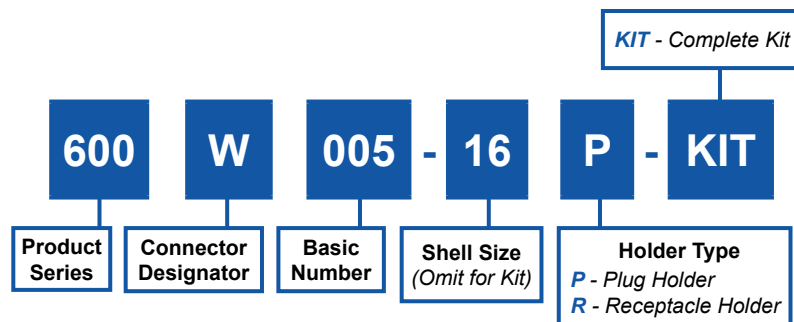 KIT - Complete Kit
600 W 005 - 16 P - KIT
Product
Series
Connector
Designator
Basic
Number
Shell Size
(Omit for Kit)
Holder Type
P - Plug Holder
R - Receptacle Holder